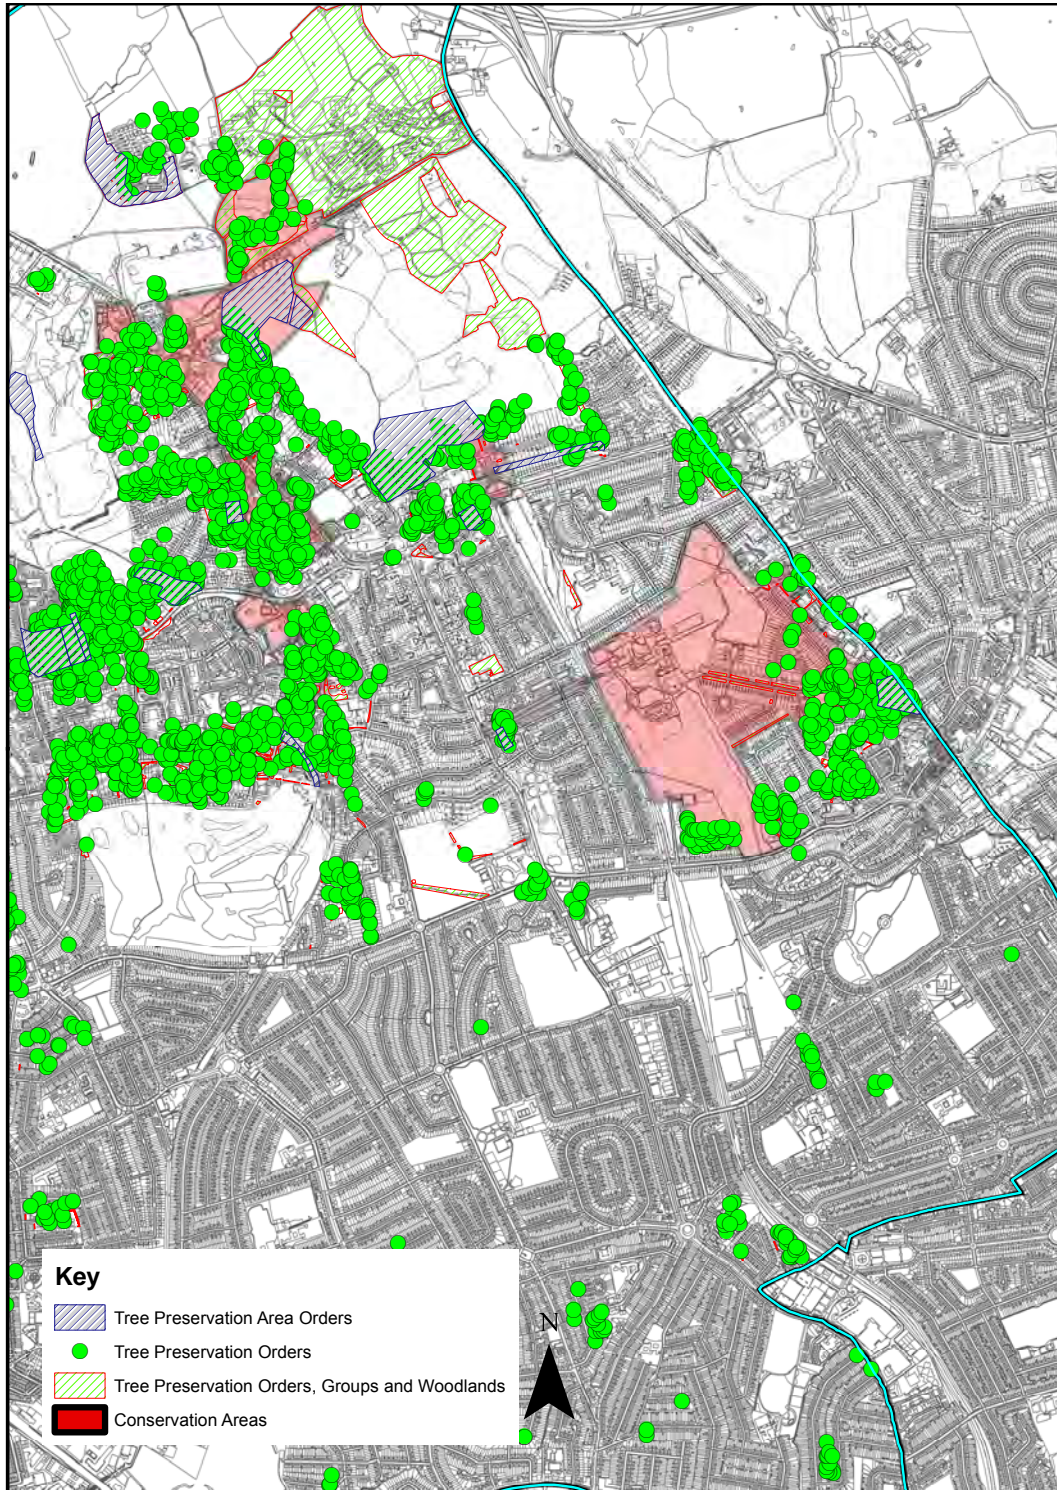 Key
Tree Preservation Area Orders
Tree Preservation Orders
Tree Preservation Orders, Groups and Woodlands
Conservation Areas
N